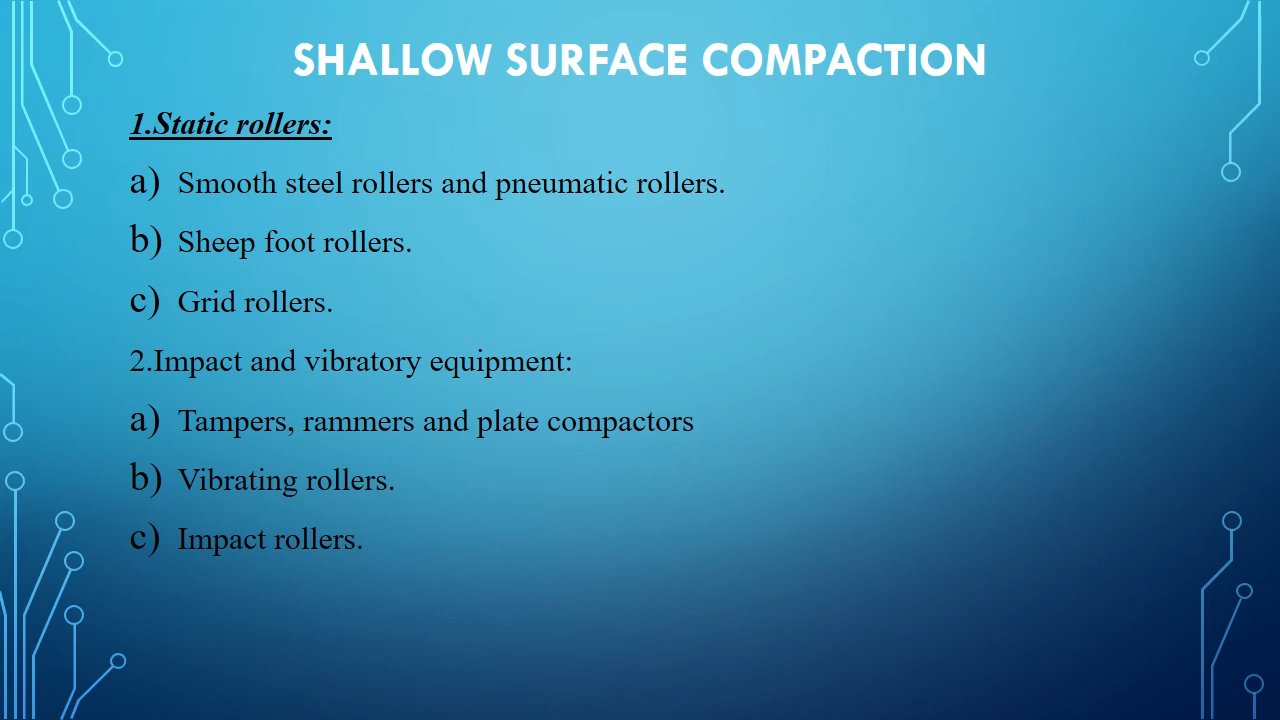 SHALLOW SURFACE COMPACTION
1.Static rollers:
a) Smooth steel rollers and pneumatic rollers.
b) Sheep foot rollers.
c) Grid rollers.
2.Impact and vibratory equipment:
a) Tampers, rammers and plate compactors
b) Vibrating rollers.
c) Impact rollers.